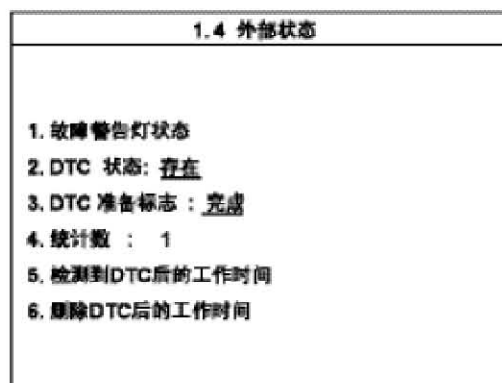 1.4 外部状态
1. 故障警告灯状态
2. DTC 状态: 存在
3. DTC 准备标志 : 完成
4. 统计数 : 1
5. 检测到DTC后的工作时间
6. 删除DTC后的工作时间